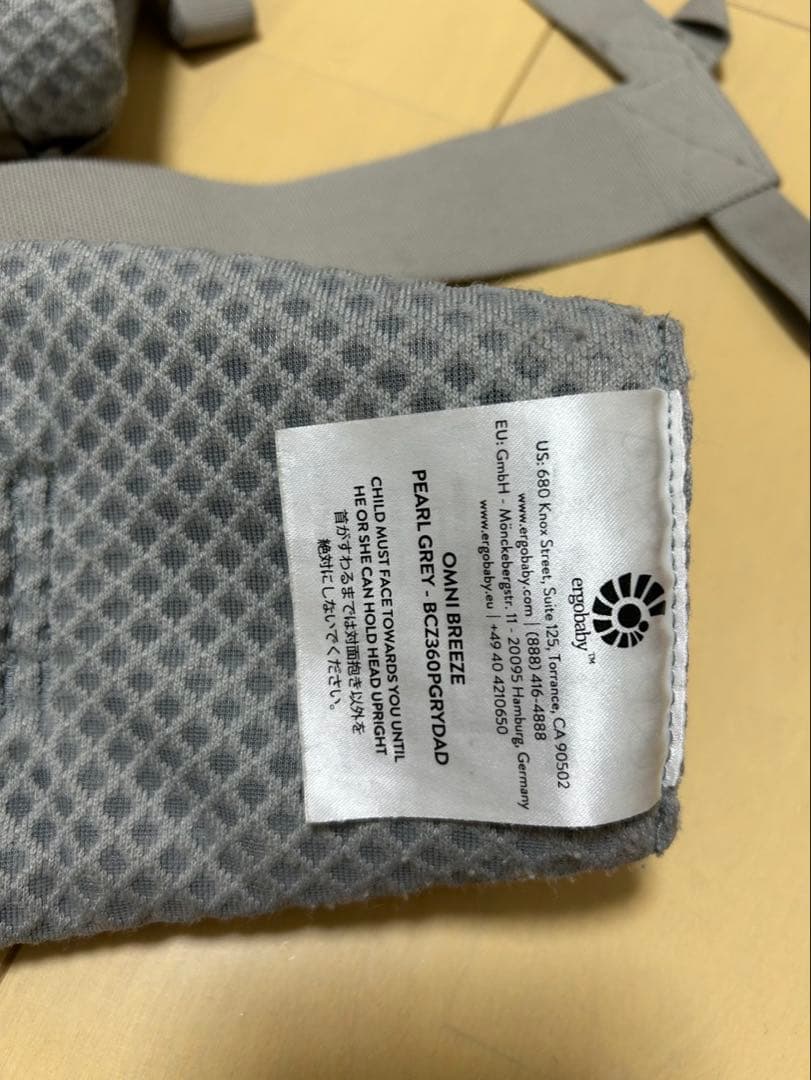 ergobaby™
US: 680 Knox Street, Suite 125, Torrance, CA 90502
www.ergobaby.com | (888) 416-4888
EU: GmbH - Mönckebergstr. 11 - 20095 Hamburg, Germany
www.ergobaby.eu | +49 40 4210650
OMNI BREEZE
PEARL GREY - BCZ360PGRYDAD
CHILD MUST FACE TOWARDS YOU UNTIL
HE OR SHE CAN HOLD HEAD UPRIGHT
首がすわるまでは対面抱き以外を
絶対にしないでください。